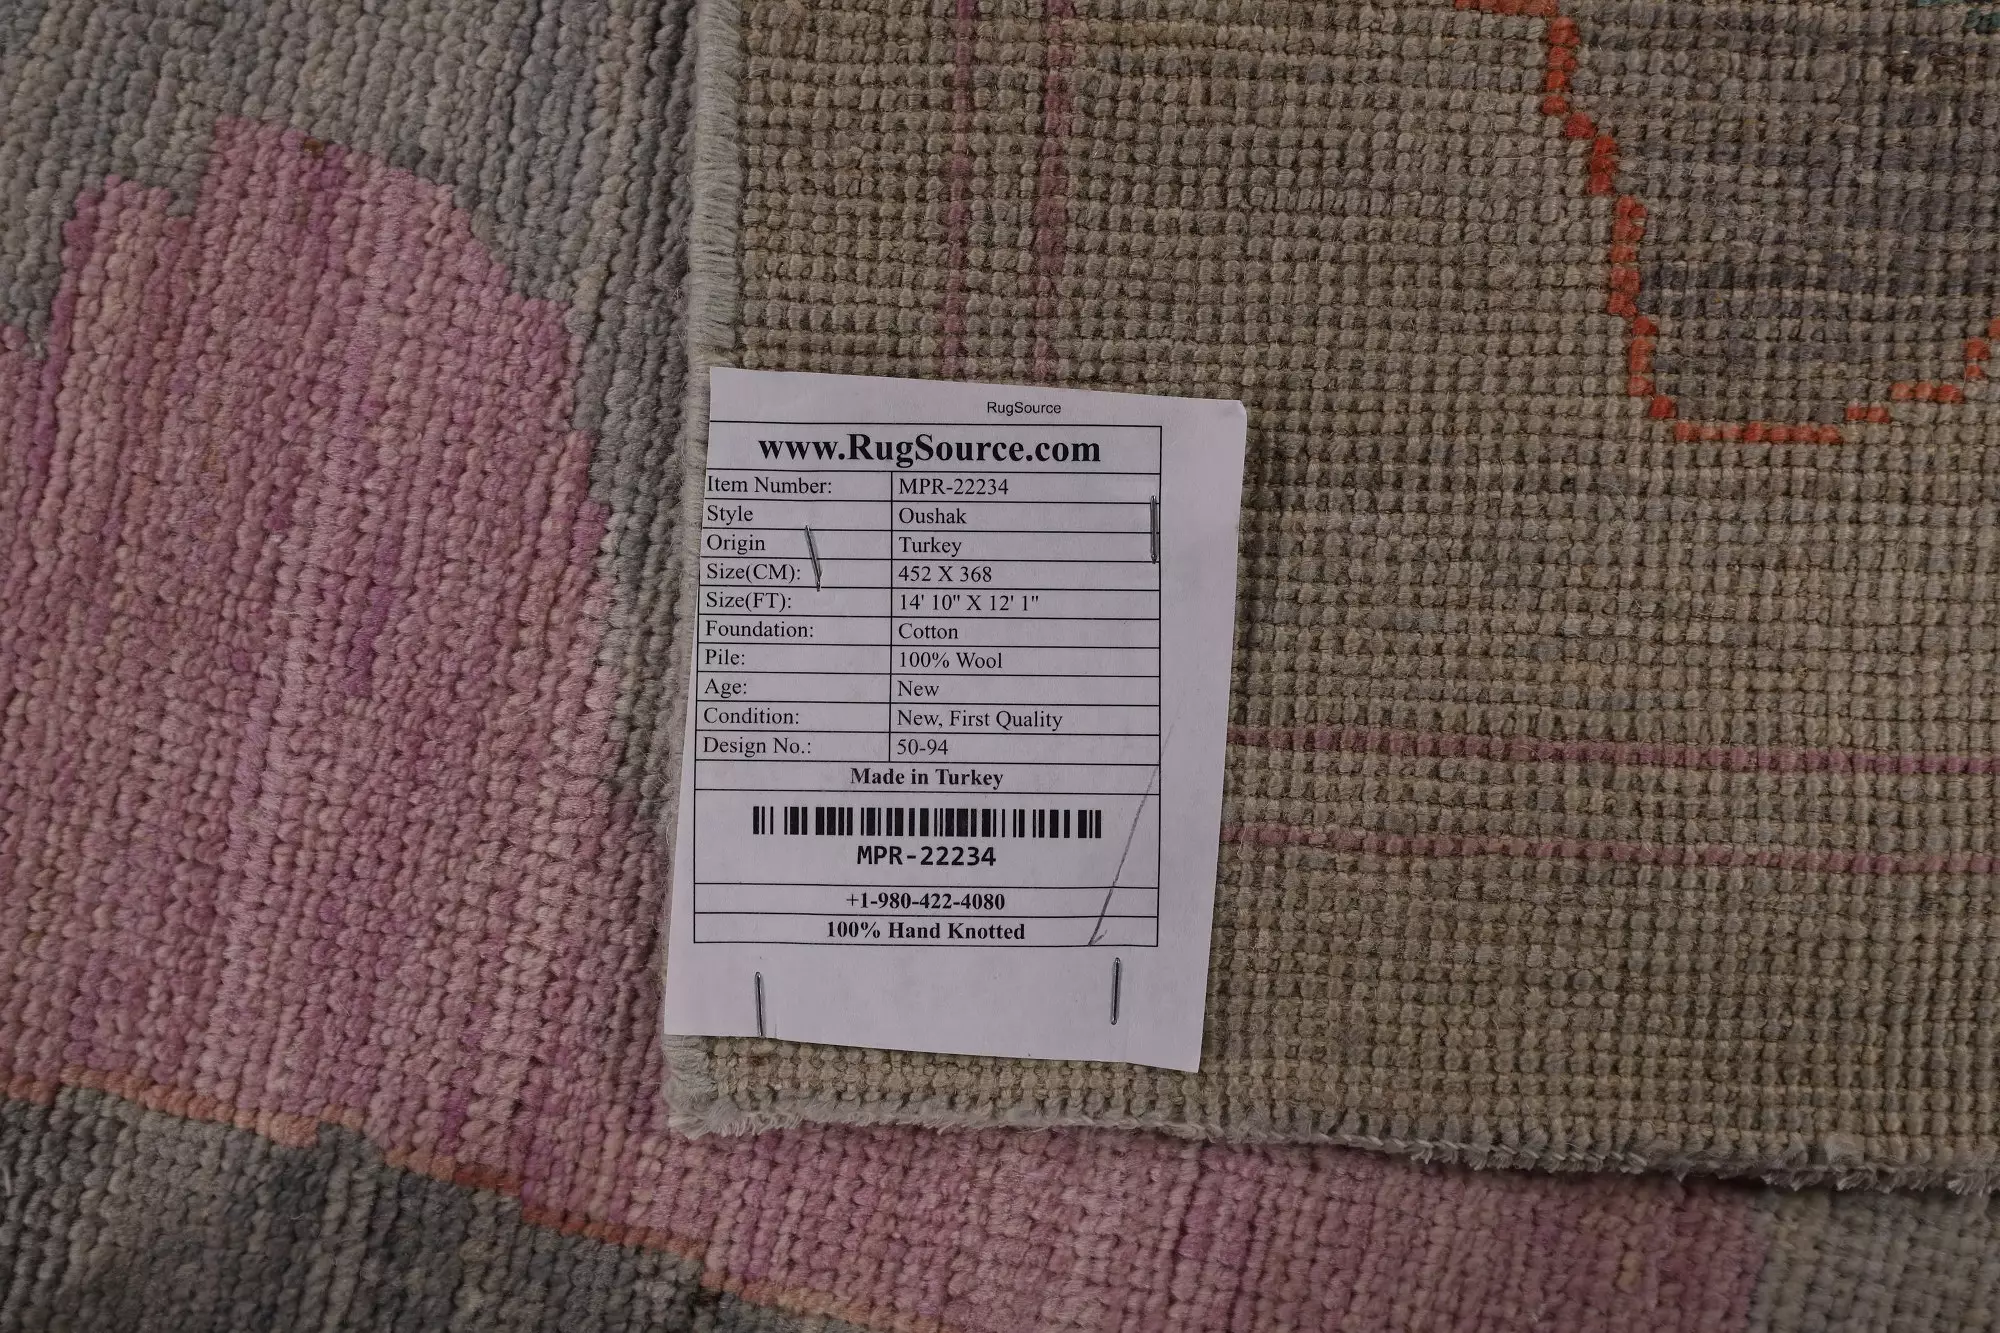 RugSource
www.RugSource.com
Item Number: MPR-22234
Style Oushak
Origin Turkey
Size(CM): 452 X 368
Size(FT): 14' 10" X 12' 1"
Foundation: Cotton
Pile: 100% Wool
Age: New
Condition: New, First Quality
Design No.: 50-94
Made in Turkey
MPR-22234
+1-980-422-4080
100% Hand Knotted